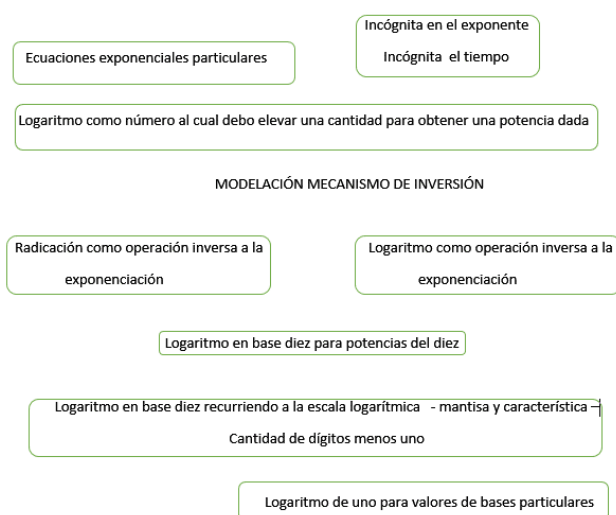 Incógnita en el exponente
Ecuaciones exponenciales particulares
Incógnita el tiempo
Logaritmo como número al cual debo elevar una cantidad para obtener una potencia dada
MODELACIÓN MECANISMO DE INVERSIÓN
Radicación como operación inversa a la
exponenciación
Logaritmo como operación inversa a la
exponenciación
Logaritmo en base diez para potencias del diez
Logaritmo en base diez recurriendo a la escala logarítmica - mantisa y característica –
Cantidad de dígitos menos uno
Logaritmo de uno para valores de bases particulares